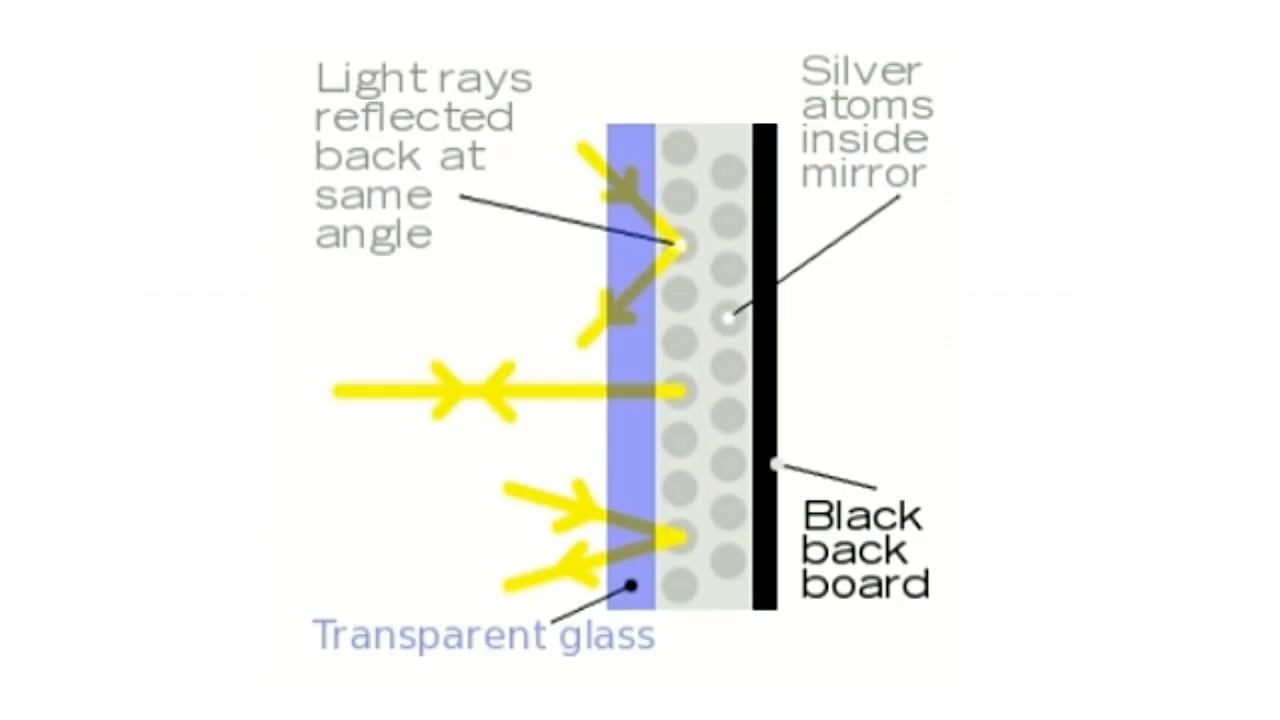 Light rays
reflected
back at
same
angle
Silver
atoms
inside
mirror
Black
back
board
Transparent glass